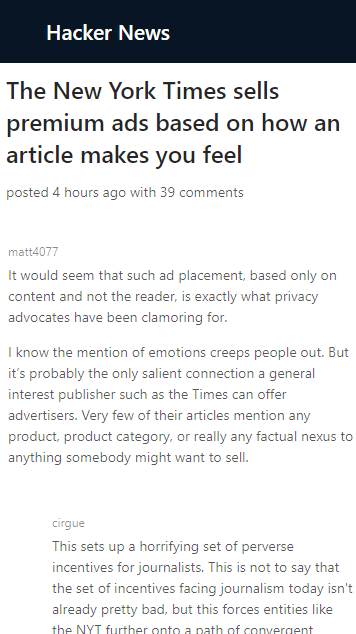 Hacker News
The New York Times sells
premium ads based on how an
article makes you feel
posted 4 hours ago with 39 comments
matt4077
It would seem that such ad placement, based only on
content and not the reader, is exactly what privacy
advocates have been clamoring for.
I know the mention of emotions creeps people out. But
it's probably the only salient connection a general
interest publisher such as the Times can offer
advertisers. Very few of their articles mention any
product, product category, or really any factual nexus to
anything somebody might want to sell.
cirgue
This sets up a horrifying set of perverse
incentives for journalists. This is not to say that
the set of incentives facing journalism today isn't
already pretty bad, but this forces entities like
the NYT further onto a path of convergent